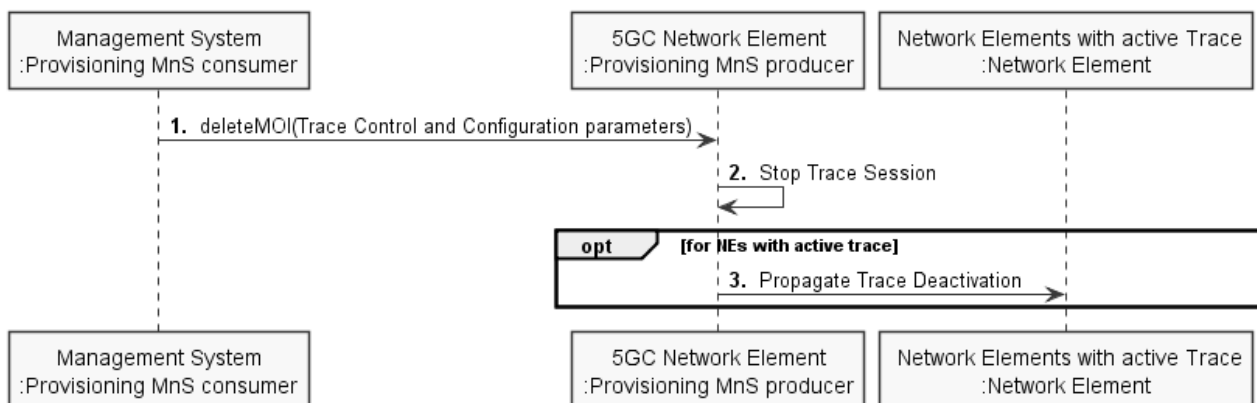 Management System
:Provisioning MnS consumer
5GC Network Element
:Provisioning MnS producer
Network Elements with active Trace
:Network Element
1. deleteMOI(Trace Control and Configuration parameters)
2. Stop Trace Session
opt [for NEs with active trace]
3. Propagate Trace Deactivation
Management System
:Provisioning MnS consumer
5GC Network Element
:Provisioning MnS producer
Network Elements with active Trace
:Network Element